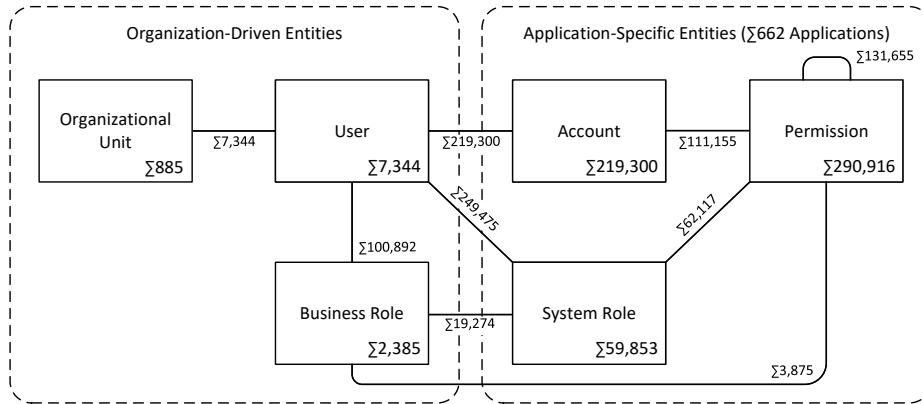 Organization-Driven Entities
Application-Specific Entities (∑662 Applications)
∑131,655
Organizational
Unit
∑885
∑7,344
User
∑7,344
∑219,300
Account
∑219,300
∑111,155
Permission
∑290,916
∑249,475
∑62,117
∑100,892
Business Role
∑2,385
∑19,274
System Role
∑59,853
∑3,875